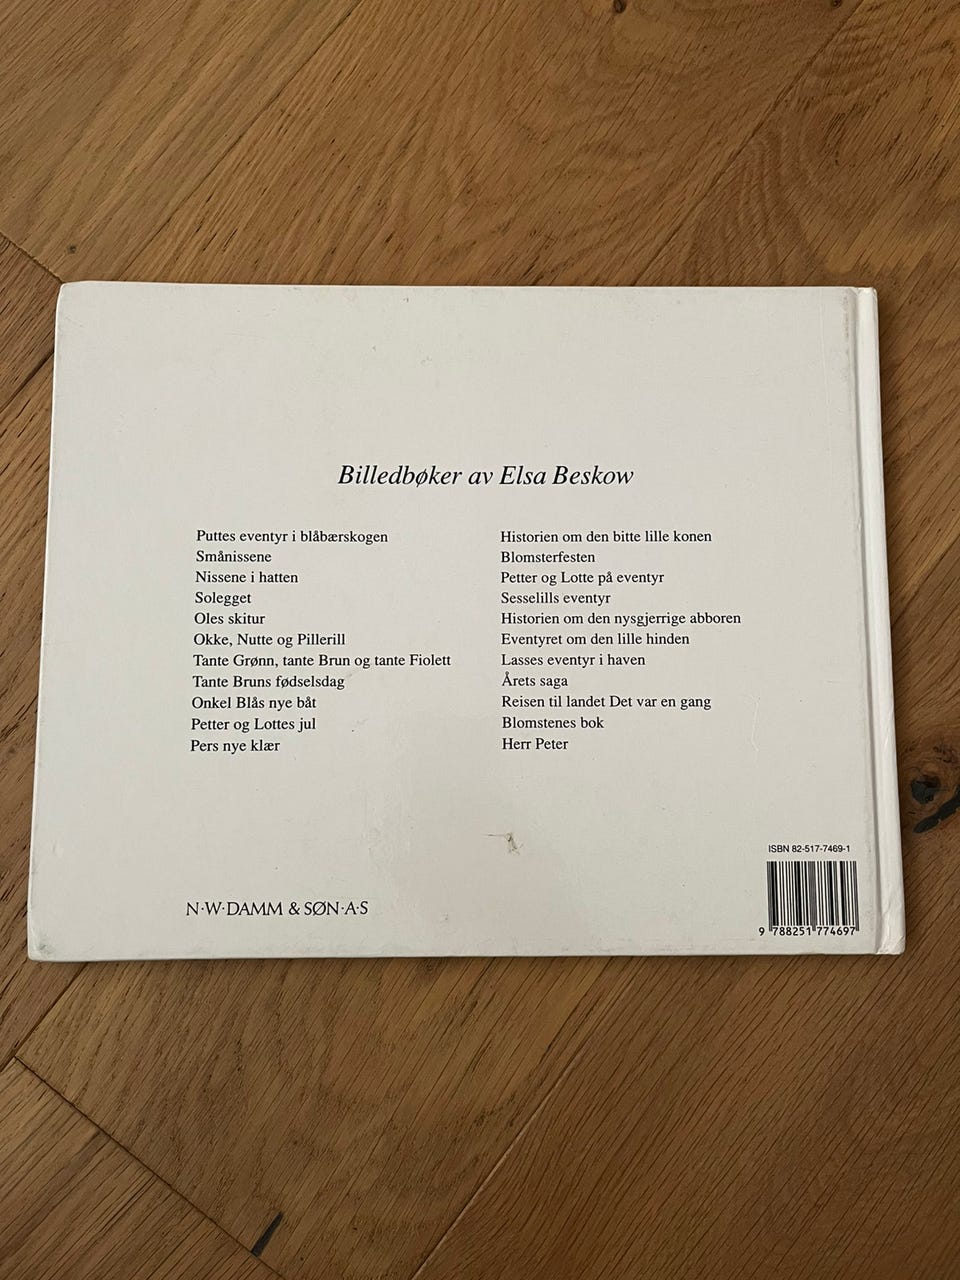 Billedbøker av Elsa Beskow
Puttes eventyr i blåbærskogen
Smånissene
Nissene i hatten
Solegget
Oles skitur
Okke, Nutte og Pillerill
Tante Grønn, tante Brun og tante Fiolett
Tante Bruns fødselsdag
Onkel Blås nye båt
Petter og Lottes jul
Pers nye klær
Historien om den bitte lille konen
Blomsterfesten
Petter og Lotte på eventyr
Sesselills eventyr
Historien om den nysgjerrige abboren
Eventyret om den lille hinden
Lasses eventyr i haven
Årets saga
Reisen til landet Det var en gang
Blomstenes bok
Herr Peter
N·W·DAMM & SØN·A·S
ISBN 82-517-7469-1
9 788251 774697